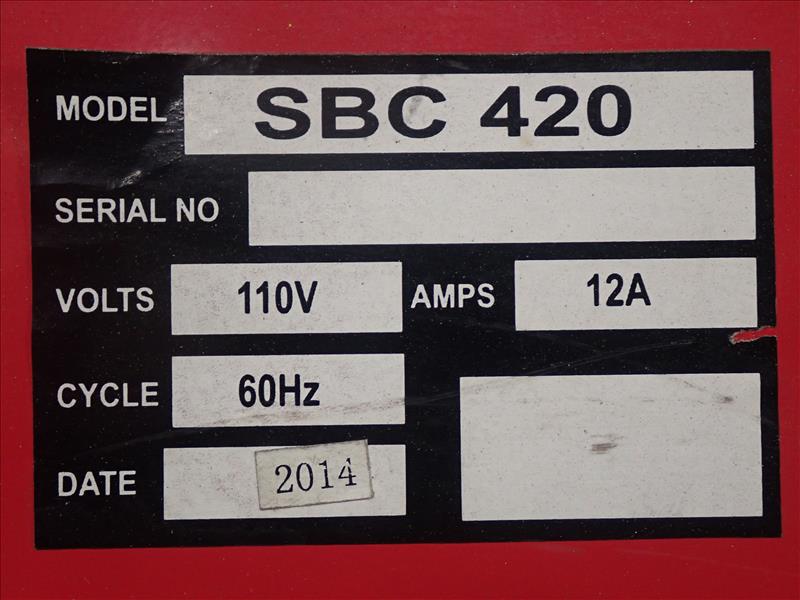 MODEL SBC 420
SERIAL NO
VOLTS 110V AMPS 12A
CYCLE 60Hz
DATE 2014